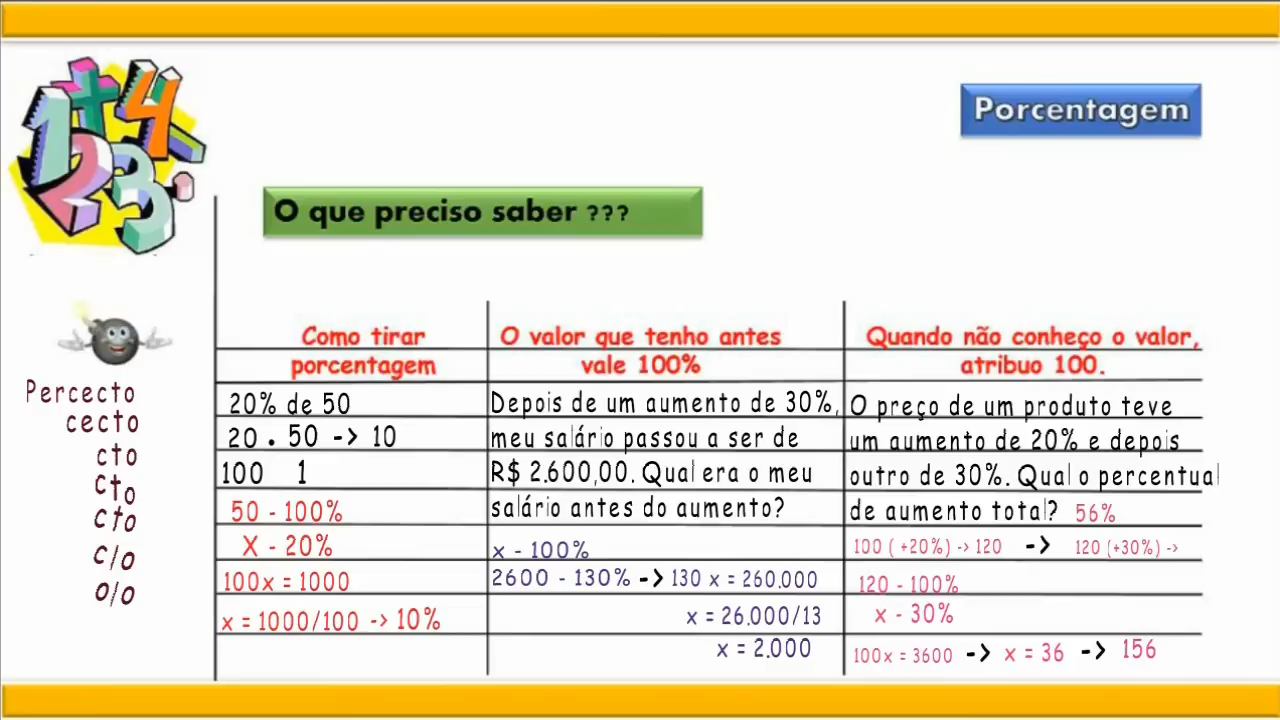 Porcentagem
O que preciso saber ???
Percecto
cecto
cto
cto
cto
c/o
o/o
Como tirar
porcentagem
20% de 50
20 . 50 -> 10
100 1
50 - 100%
X - 20%
100x = 1000
x = 1000/100 -> 10%
O valor que tenho antes
vale 100%
Depois de um aumento de 30%,
meu salário passou a ser de
R$ 2.600,00. Qual era o meu
salário antes do aumento?
x - 100%
2600 - 130% -> 130 x = 260.000
x = 26.000/13
x = 2.000
Quando não conheço o valor,
atribuo 100.
O preço de um produto teve
um aumento de 20% e depois
outro de 30%. Qual o percentual
de aumento total? 56%
100 ( +20%) -> 120 -> 120 (+30%) ->
120 - 100%
x - 30%
100x = 3600 -> x = 36 -> 156